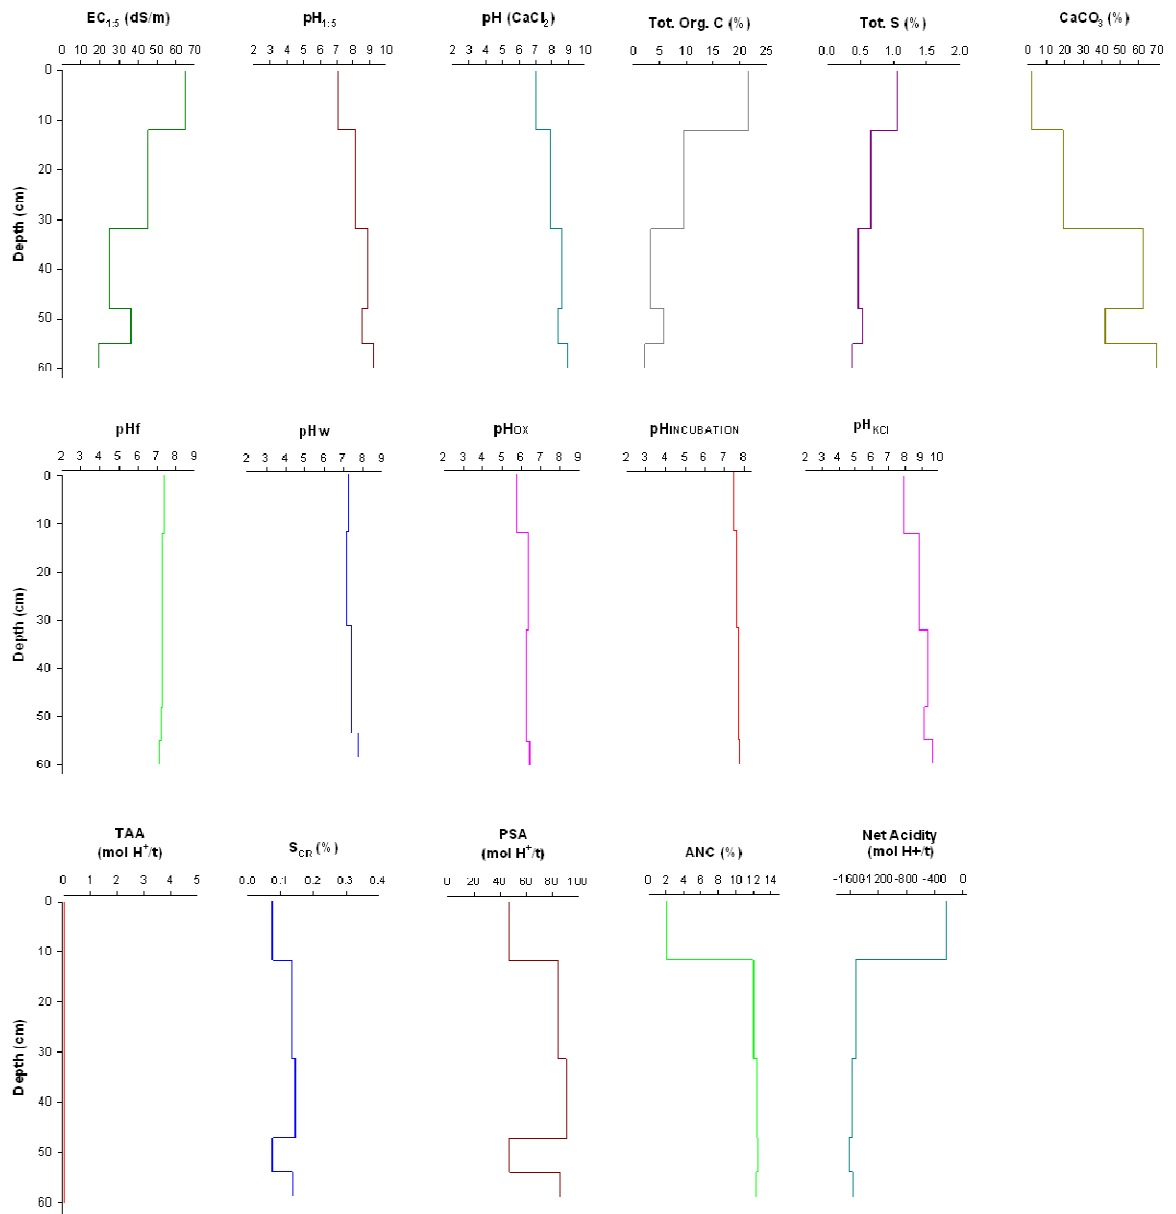 EC1:5 (dS/m) pH1:5 pH (CaCl2) Tot. Org. C (%) Tot. S (%) CaCO3 (%)
0 10 20 30 40 50 60 70 2 3 4 5 6 7 8 9 10 2 3 4 5 6 7 8 9 10 0 5 10 15 20 25 0.0 0.5 1.0 1.5 2.0 0 10 20 30 40 50 60 70
0
10
20
30
40
50
60
Depth (cm)
pHf pHw pHOX pHINCUBATION pHKCl
2 3 4 5 6 7 8 9 2 3 4 5 6 7 8 9 2 3 4 5 6 7 8 9 2 3 4 5 6 7 8 2 3 4 5 6 7 8 9 10
0
10
20
30
40
50
60
Depth (cm)
TAA
(mol H+/t)
SCR (%)
PSA
(mol H+/t)
ANC (%)
Net Acidity
(mol H+/t)
0 1 2 3 4 5 0.0 0.1 0.2 0.3 0.4 0 20 40 60 80 100 0 2 4 6 8 10 12 14 -1600 -1200 -800 -400 0
0
10
20
30
40
50
60
Depth (cm)